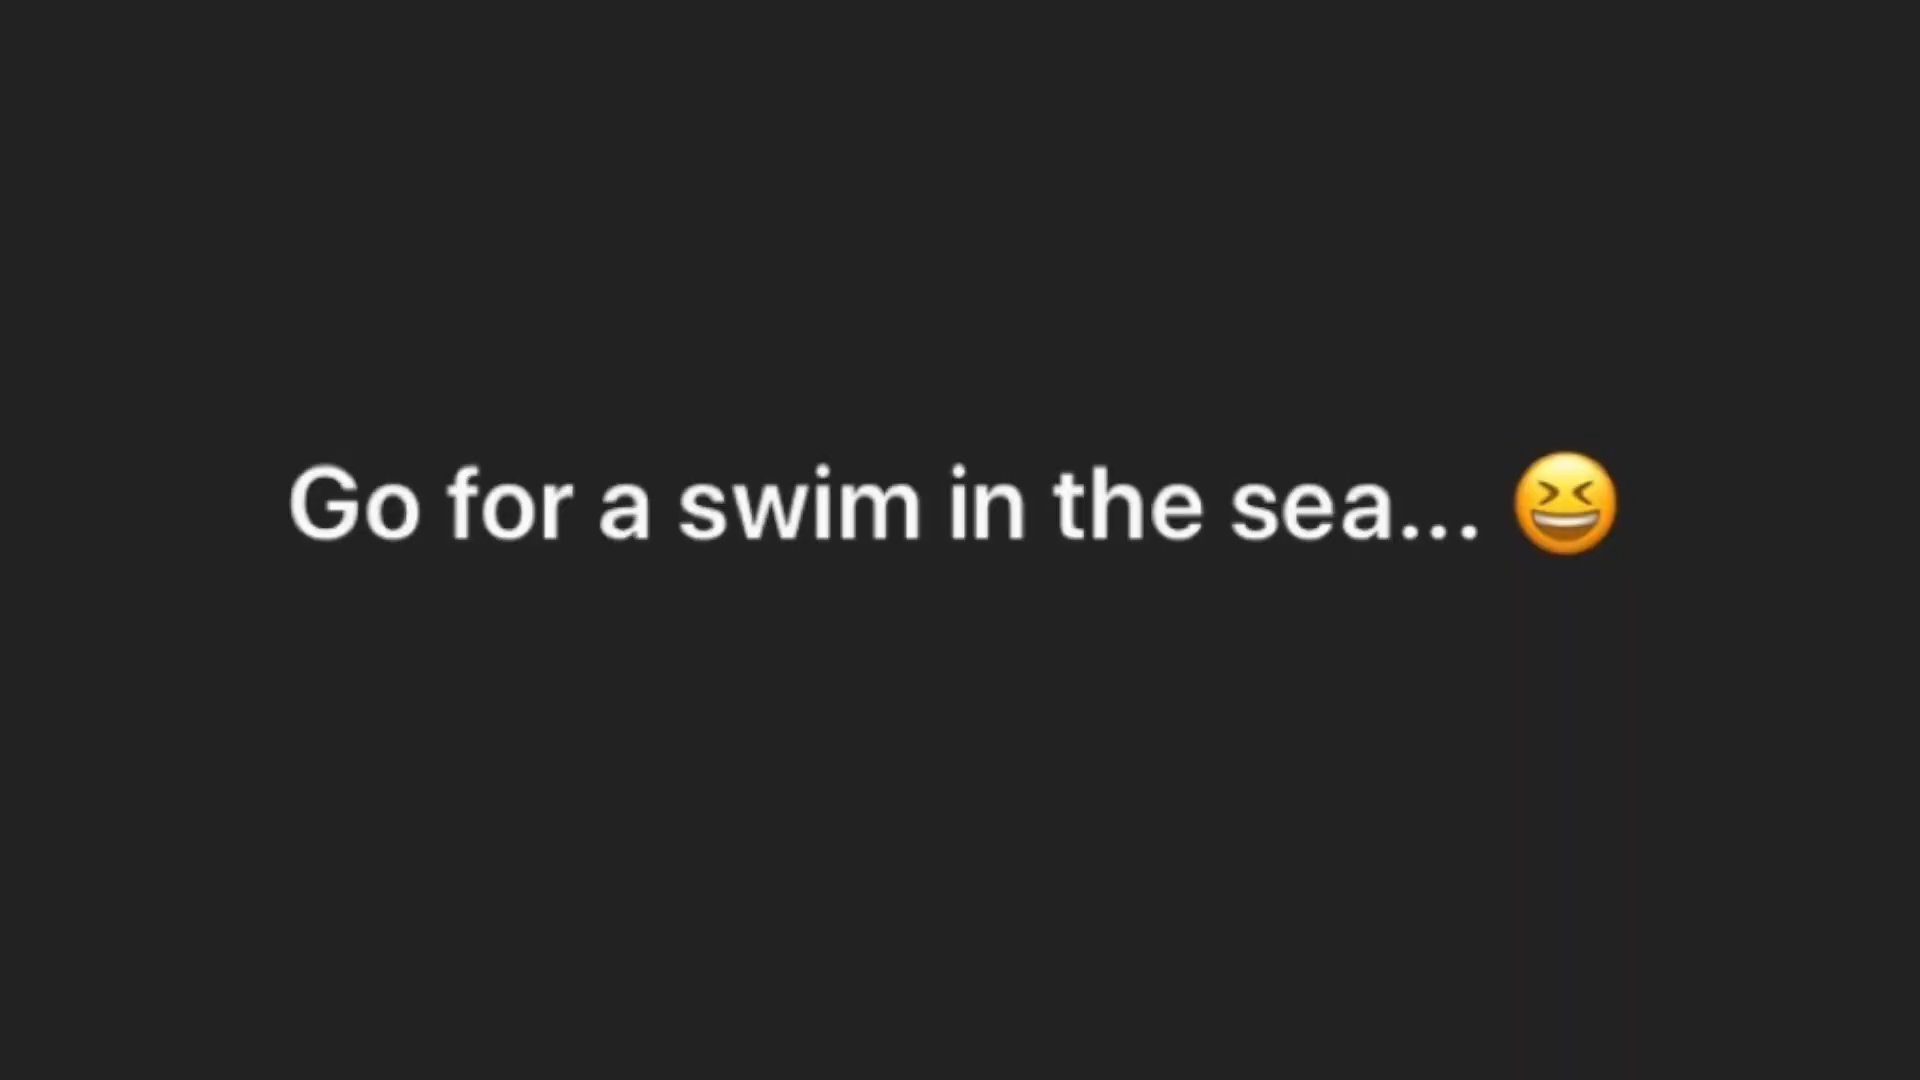 Go for a swim in the sea... 😆